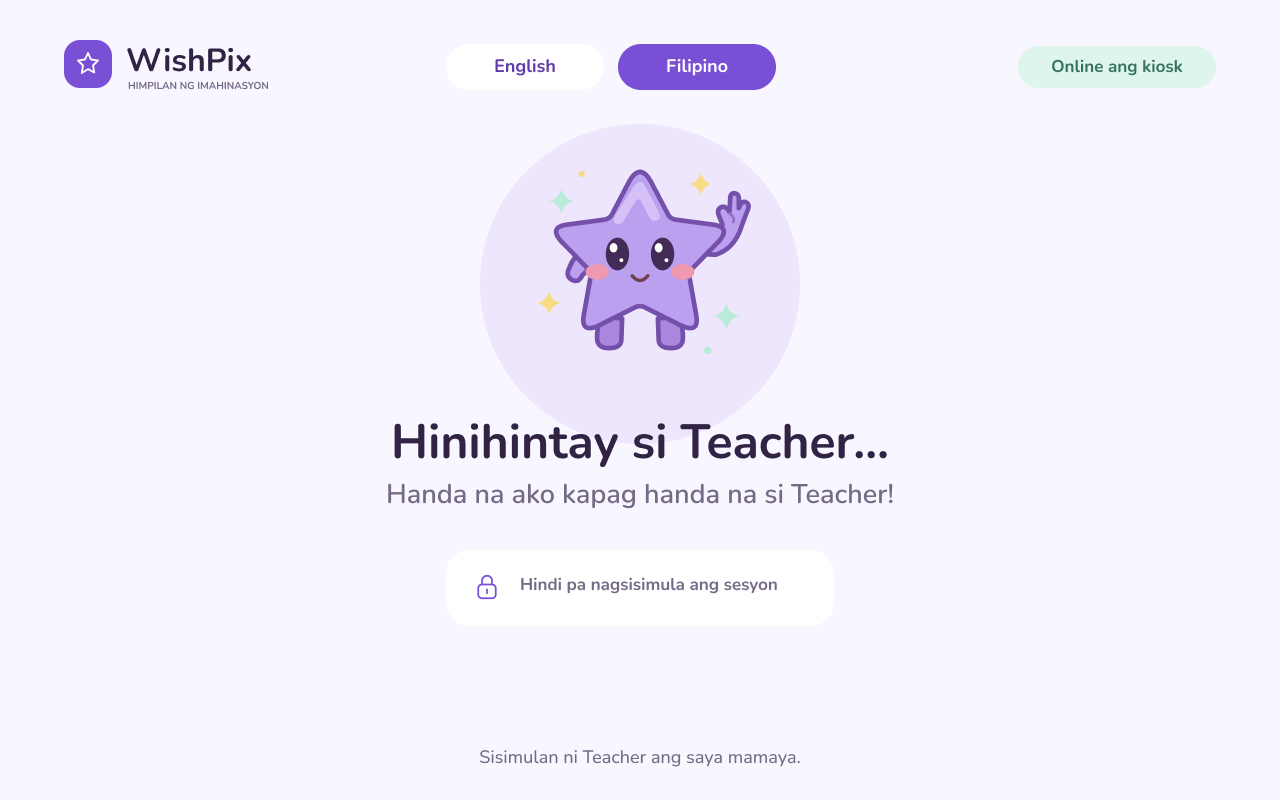 WishPix
HIMPILAN NG IMAHINASYON
English
Filipino
Online ang kiosk
Hinihintay si Teacher...
Handa na ako kapag handa na si Teacher!
Hindi pa nagsisimula ang sesyon
Sisimulan ni Teacher ang saya mamaya.